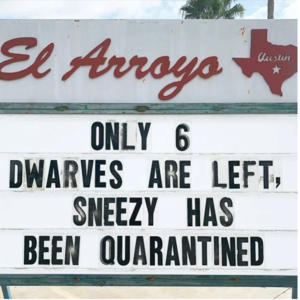 El Arroyo
Austin
ONLY 6
DWARVES ARE LEFT,
SNEEZY HAS
BEEN QUARANTINED